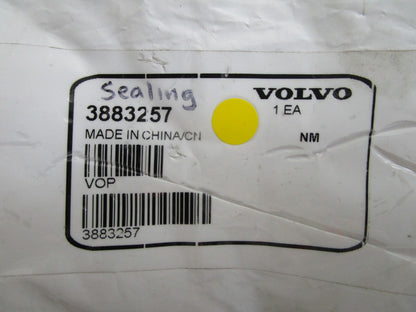 Sealing
VOLVO
3883257
1 EA
MADE IN CHINA/CN
NM
VOP
3883257